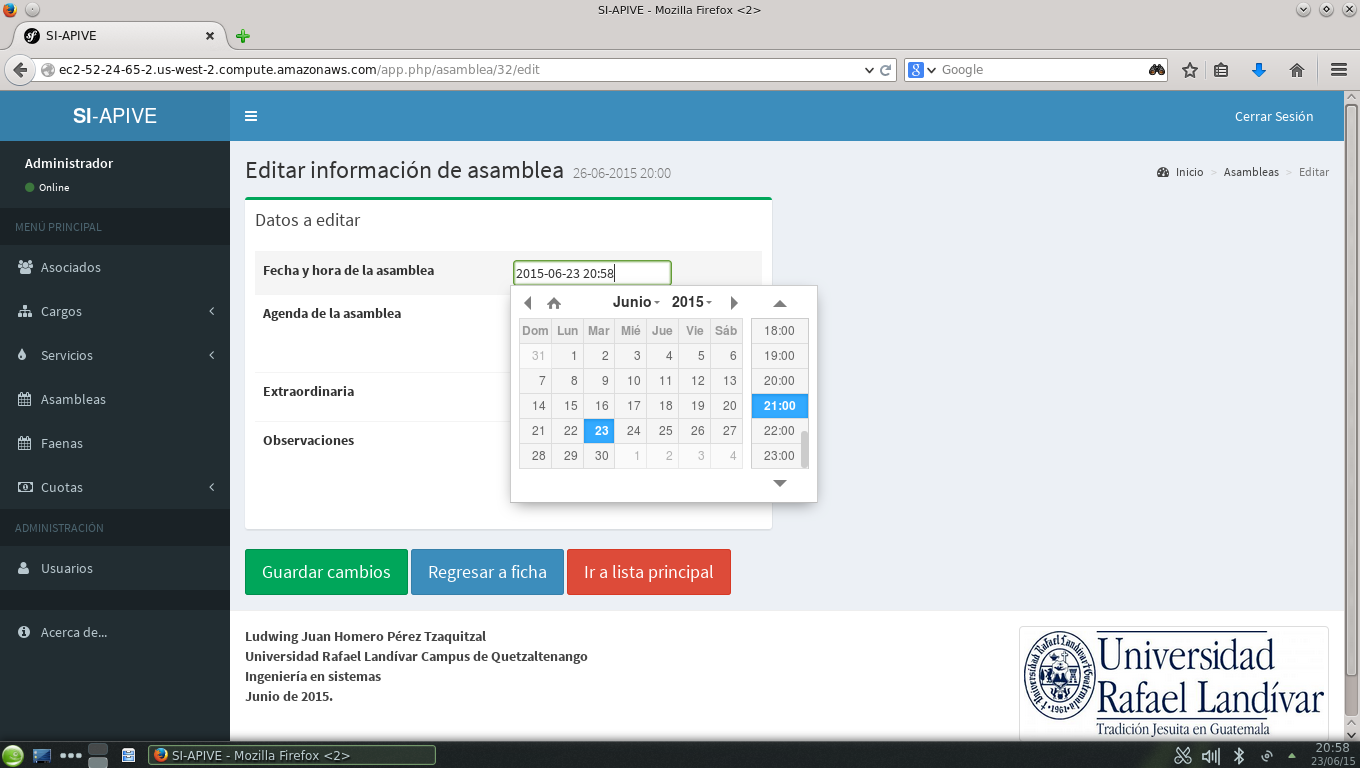 SI-APIVE - Mozilla Firefox <2>
SI-APIVE
ec2-52-24-65-2.us-west-2.compute.amazonaws.com/app.php/asamblea/32/edit
Google
SI-APIVE
Cerrar Sesión
Administrador
Online
MENÚ PRINCIPAL
Asociados
Cargos
Servicios
Asambleas
Faenas
Cuotas
ADMINISTRACIÓN
Usuarios
Acerca de...
Editar información de asamblea 26-06-2015 20:00
Inicio > Asambleas > Editar
Datos a editar
Fecha y hora de la asamblea
2015-06-23 20:58
Agenda de la asamblea
Extraordinaria
Observaciones
Junio 2015
Dom Lun Mar Mié Jue Vie Sáb
31 1 2 3 4 5 6
7 8 9 10 11 12 13
14 15 16 17 18 19 20
21 22 23 24 25 26 27
28 29 30 1 2 3 4
18:00
19:00
20:00
21:00
22:00
23:00
Guardar cambios
Regresar a ficha
Ir a lista principal
Ludwing Juan Homero Pérez Tzaquitzal
Universidad Rafael Landívar Campus de Quetzaltenango
Ingeniería en sistemas
Junio de 2015.
Universidad
Rafael Landívar
Tradición Jesuita en Guatemala
SI-APIVE - Mozilla Firefox <2>
20:58
23/06/15